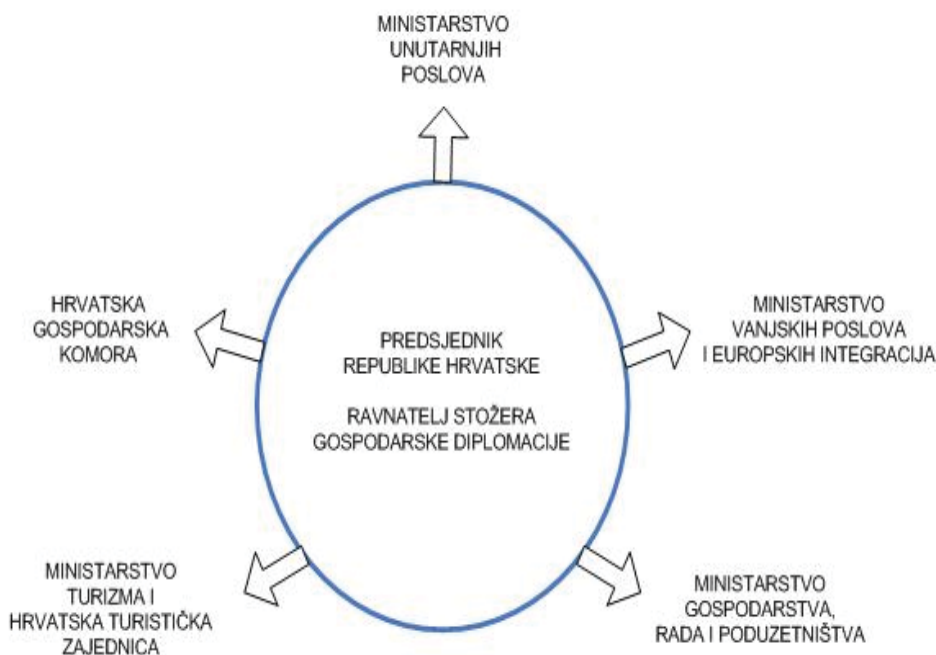 MINISTARSTVO
UNUTARNJIH
POSLOVA
HRVATSKA
GOSPODARSKA
KOMORA
PREDSJEDNIK
REPUBLIKE HRVATSKE
RAVNATELJ STOŽERA
GOSPODARSKE DIPLOMACIJE
MINISTARSTVO
VANJSKIH POSLOVA
I EUROPSKIH INTEGRACIJA
MINISTARSTVO
TURIZMA I
HRVATSKA TURISTIČKA
ZAJEDNICA
MINISTARSTVO
GOSPODARSTVA,
RADA I PODUZETNIŠTVA